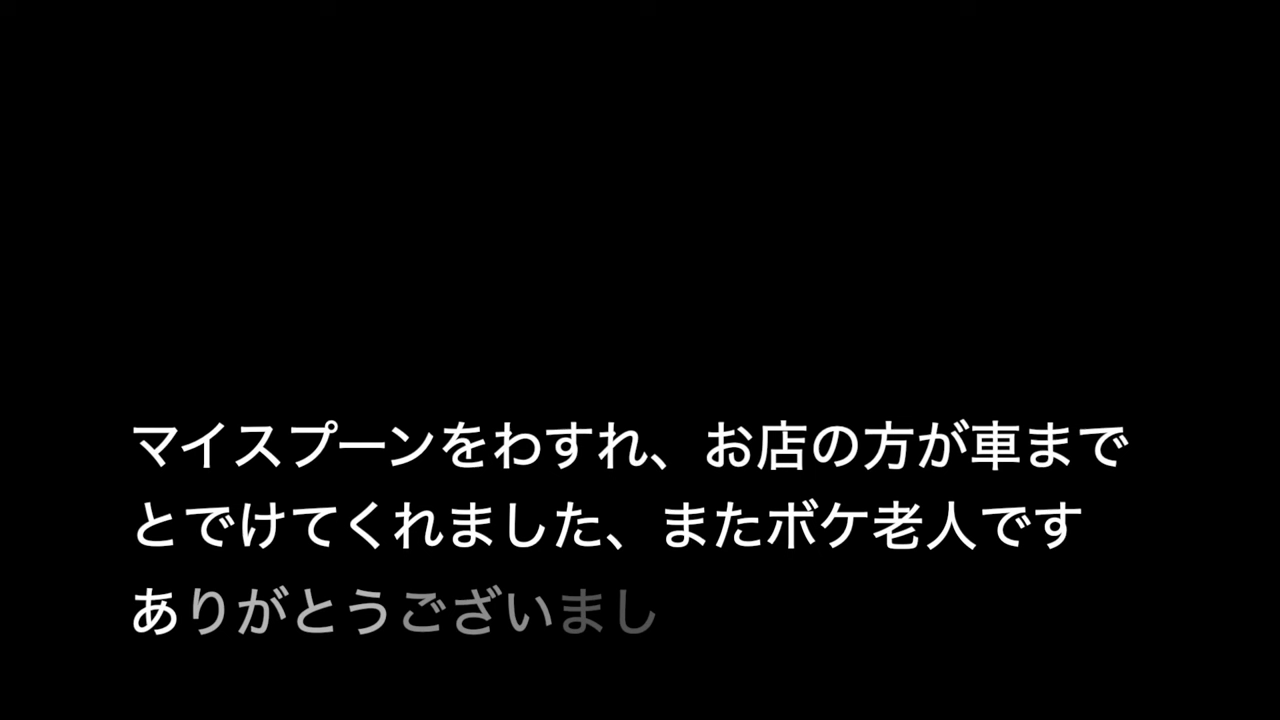 マイスプーンをわすれ、お店の方が車まで
とでけてくれました、またボケ老人です
ありがとうございまし